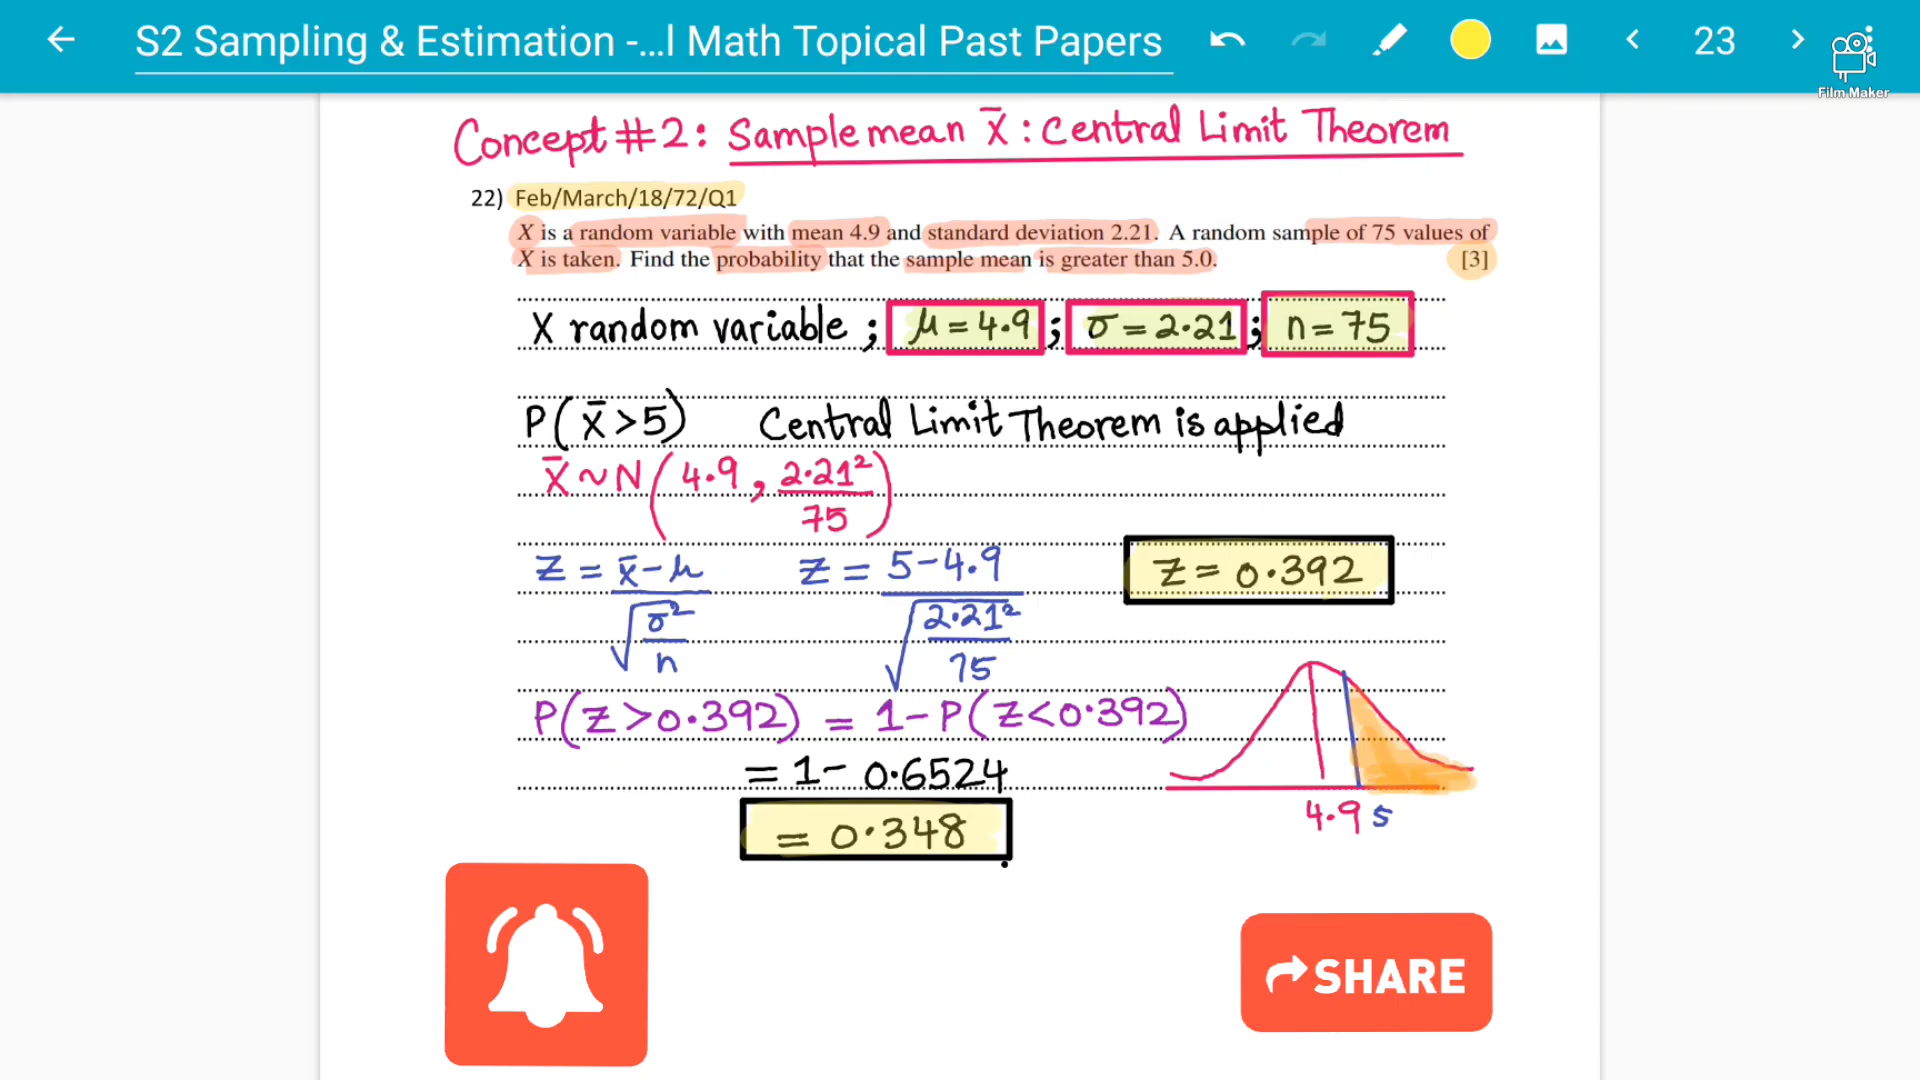 S2 Sampling & Estimation -...l Math Topical Past Papers
23
Film Maker
Concept #2: Sample mean x̄ : Central Limit Theorem
22) Feb/March/18/72/Q1
X is a random variable with mean 4.9 and standard deviation 2.21. A random sample of 75 values of
X is taken. Find the probability that the sample mean is greater than 5.0. [3]
X random variable ; μ = 4.9 ; σ = 2.21 ; n = 75
P(x̄ > 5) Central Limit Theorem is applied
X̄ ~ N(4.9, 2.21²/75)
Z = (x̄ - μ)/√(σ²/n) Z = (5 - 4.9)/√(2.21²/75) Z = 0.392
P(Z > 0.392) = 1 - P(Z < 0.392)
= 1 - 0.6524
= 0.348
4.9 5
SHARE